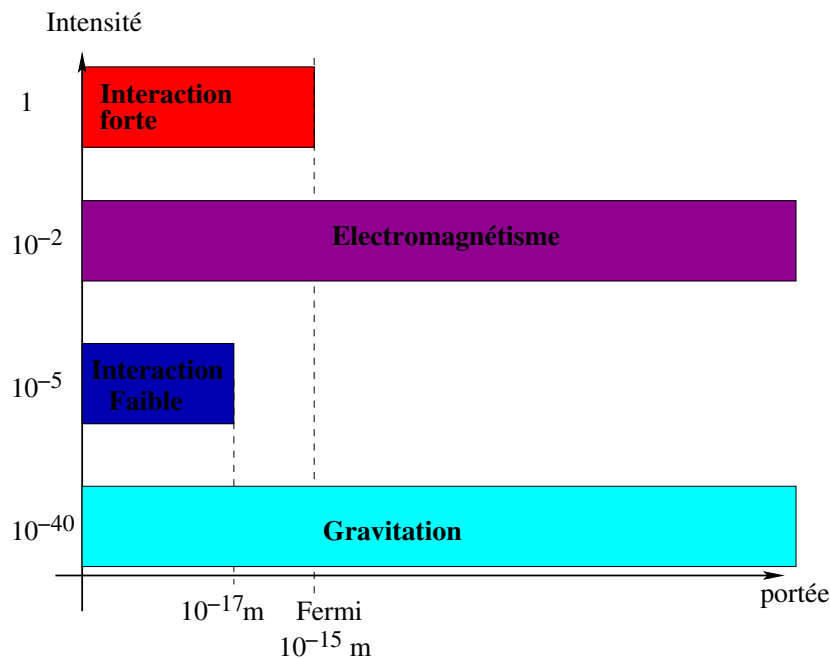 Intensité
1
Interaction
forte
10⁻²
Electromagnétisme
10⁻⁵
Interaction
Faible
10⁻⁴⁰
Gravitation
portée
10⁻¹⁷m
Fermi
10⁻¹⁵ m